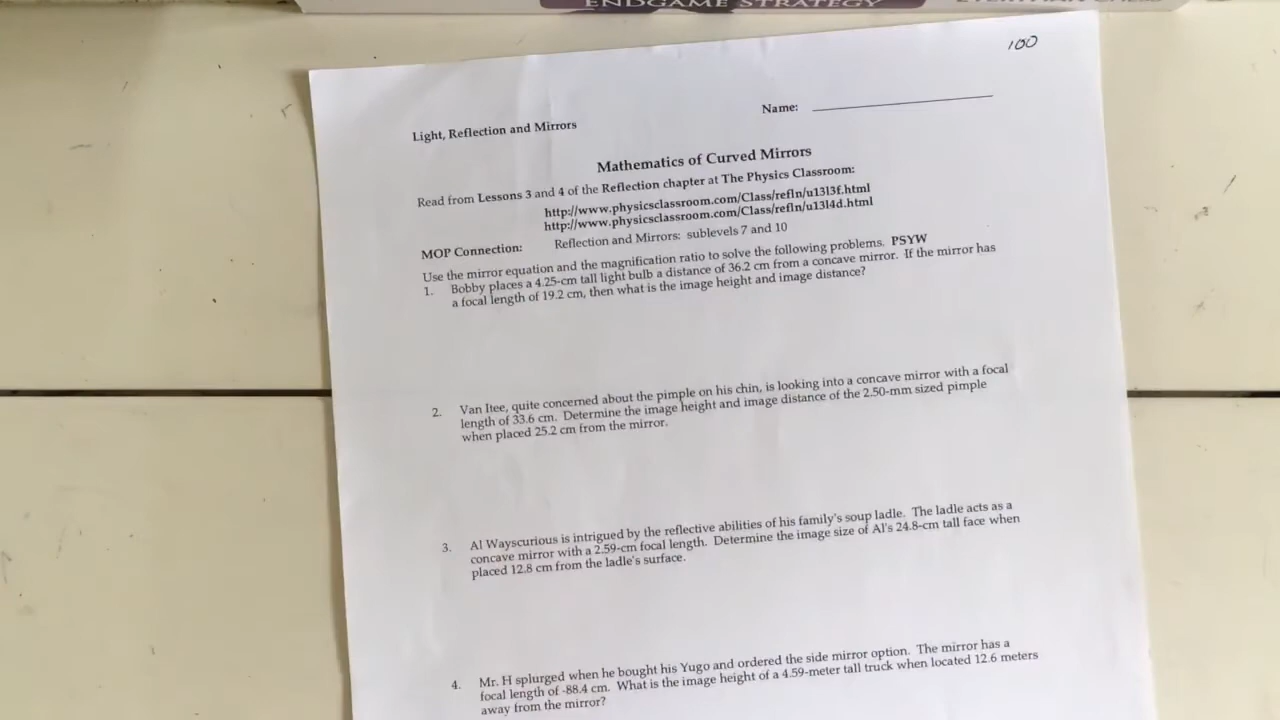 ENDGAME STRATEGY
100
Name:
Light, Reflection and Mirrors
Mathematics of Curved Mirrors
Read from Lessons 3 and 4 of the Reflection chapter at The Physics Classroom:
http://www.physicsclassroom.com/Class/refln/u13l3f.html
http://www.physicsclassroom.com/Class/refln/u13l4d.html
MOP Connection: Reflection and Mirrors: sublevels 7 and 10
Use the mirror equation and the magnification ratio to solve the following problems. PSYW
1. Bobby places a 4.25-cm tall light bulb a distance of 36.2 cm from a concave mirror. If the mirror has
a focal length of 19.2 cm, then what is the image height and image distance?
2. Van Itee, quite concerned about the pimple on his chin, is looking into a concave mirror with a focal
length of 33.6 cm. Determine the image height and image distance of the 2.50-mm sized pimple
when placed 25.2 cm from the mirror.
3. Al Wayscurious is intrigued by the reflective abilities of his family's soup ladle. The ladle acts as a
concave mirror with a 2.59-cm focal length. Determine the image size of Al's 24.8-cm tall face when
placed 12.8 cm from the ladle's surface.
4. Mr. H splurged when he bought his Yugo and ordered the side mirror option. The mirror has a
focal length of -88.4 cm. What is the image height of a 4.59-meter tall truck when located 12.6 meters
away from the mirror?